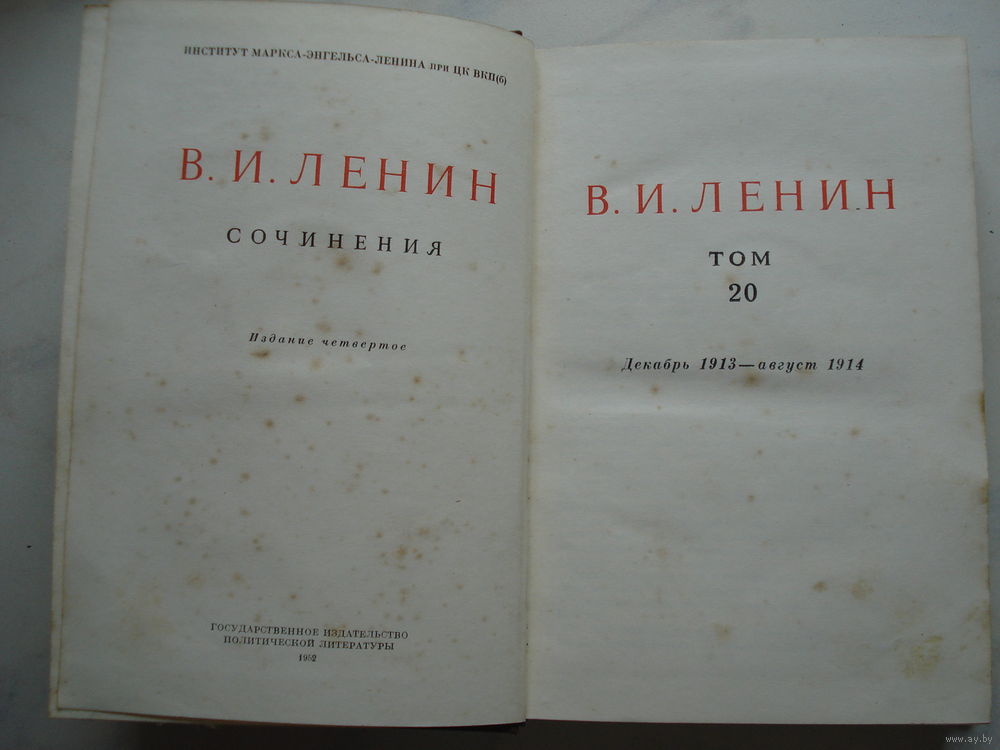 ИНСТИТУТ МАРКСА-ЭНГЕЛЬСА-ЛЕНИНА ПРИ ЦК ВКП(б)
В. И. ЛЕНИН
СОЧИНЕНИЯ
Издание четвертое
ГОСУДАРСТВЕННОЕ ИЗДАТЕЛЬСТВО
ПОЛИТИЧЕСКОЙ ЛИТЕРАТУРЫ
1952
В. И. ЛЕНИН
ТОМ
20
Декабрь 1913—август 1914
www.ay.by